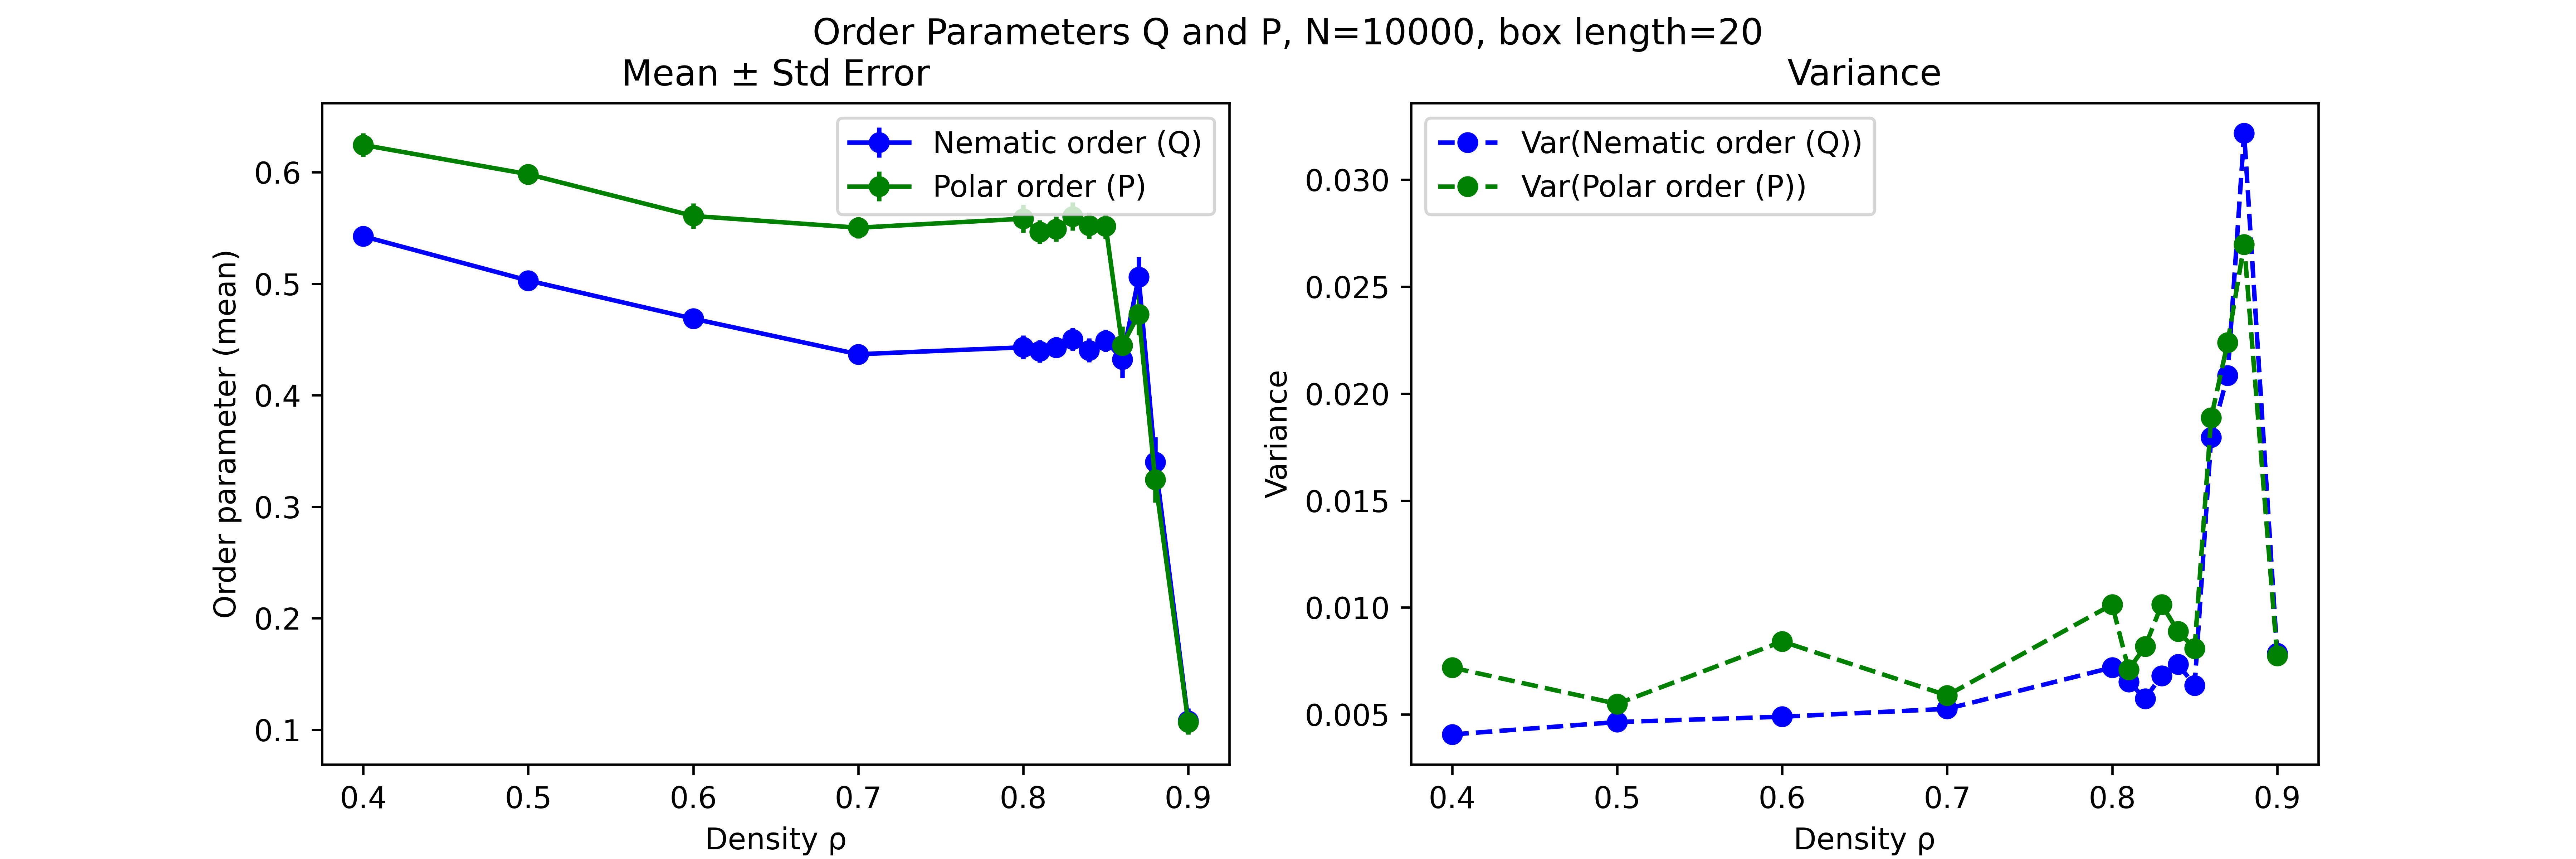 Order Parameters Q and P, N=10000, box length=20
Mean ± Std Error
Nematic order (Q)
Polar order (P)
Order parameter (mean)
0.6
0.5
0.4
0.3
0.2
0.1
0.4 0.5 0.6 0.7 0.8 0.9
Density ρ
Variance
Var(Nematic order (Q))
Var(Polar order (P))
Variance
0.030
0.025
0.020
0.015
0.010
0.005
0.4 0.5 0.6 0.7 0.8 0.9
Density ρ